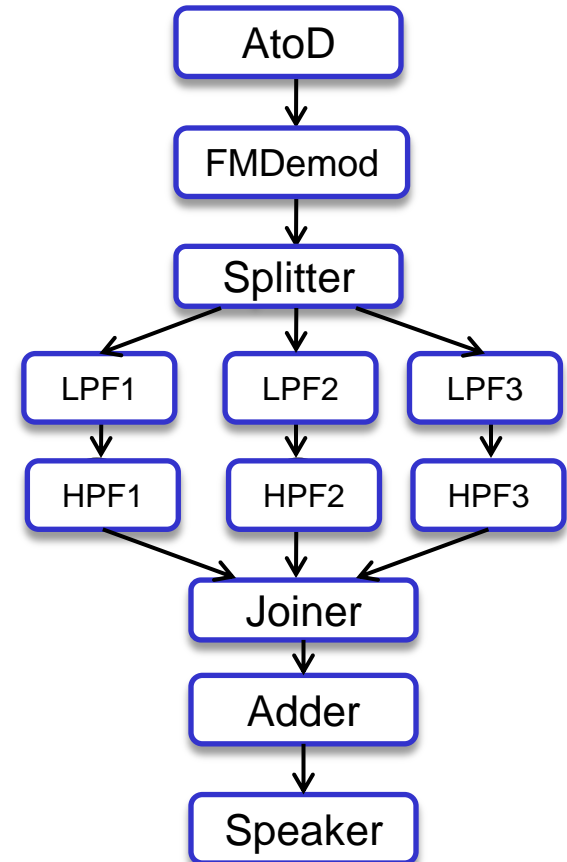 AtoD
FMDemod
Splitter
LPF1
LPF2
LPF3
HPF1
HPF2
HPF3
Joiner
Adder
Speaker